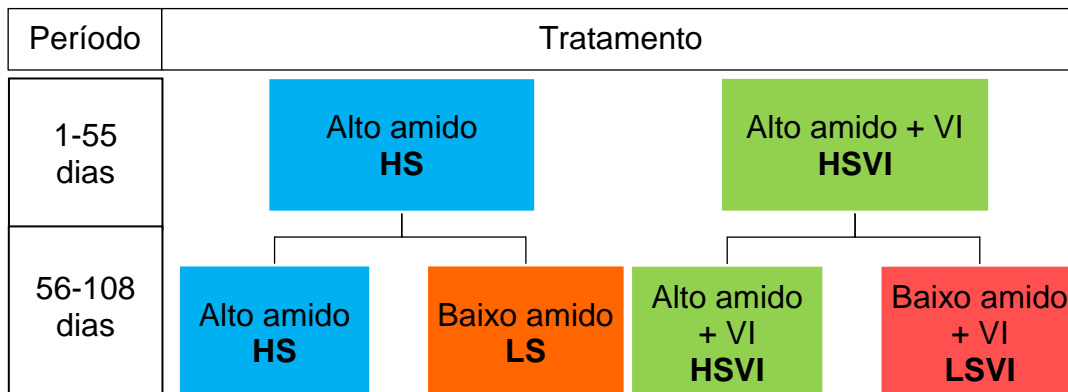 Período
Tratamento
1-55
dias
Alto amido
HS
Alto amido + VI
HSVI
56-108
dias
Alto amido
HS
Baixo amido
LS
Alto amido
+ VI
HSVI
Baixo amido
+ VI
LSVI